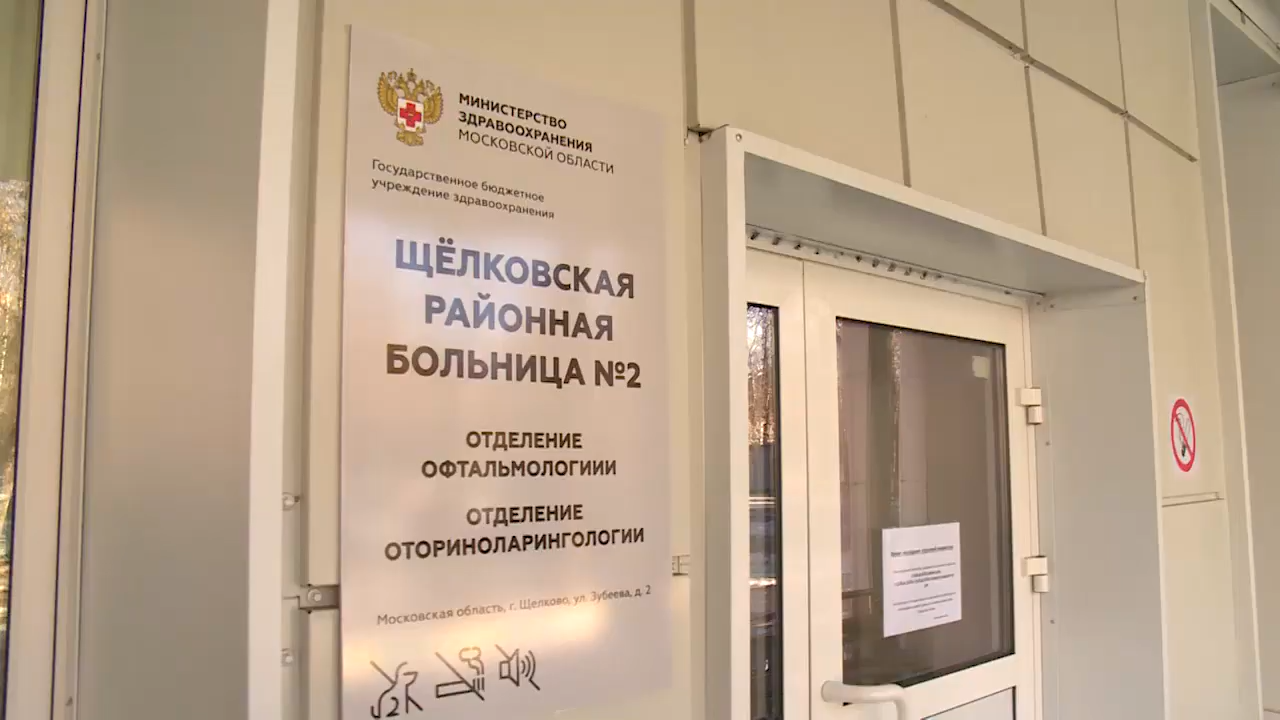 МИНИСТЕРСТВО
ЗДРАВООХРАНЕНИЯ
МОСКОВСКОЙ ОБЛАСТИ
Государственное бюджетное
учреждение здравоохранения
ЩЁЛКОВСКАЯ
РАЙОННАЯ
БОЛЬНИЦА №2
ОТДЕЛЕНИЕ
ОФТАЛЬМОЛОГИИИ
ОТДЕЛЕНИЕ
ОТОРИНОЛАРИНГОЛОГИИ
Московская область, г. Щелково, ул. Зубеева, д. 2